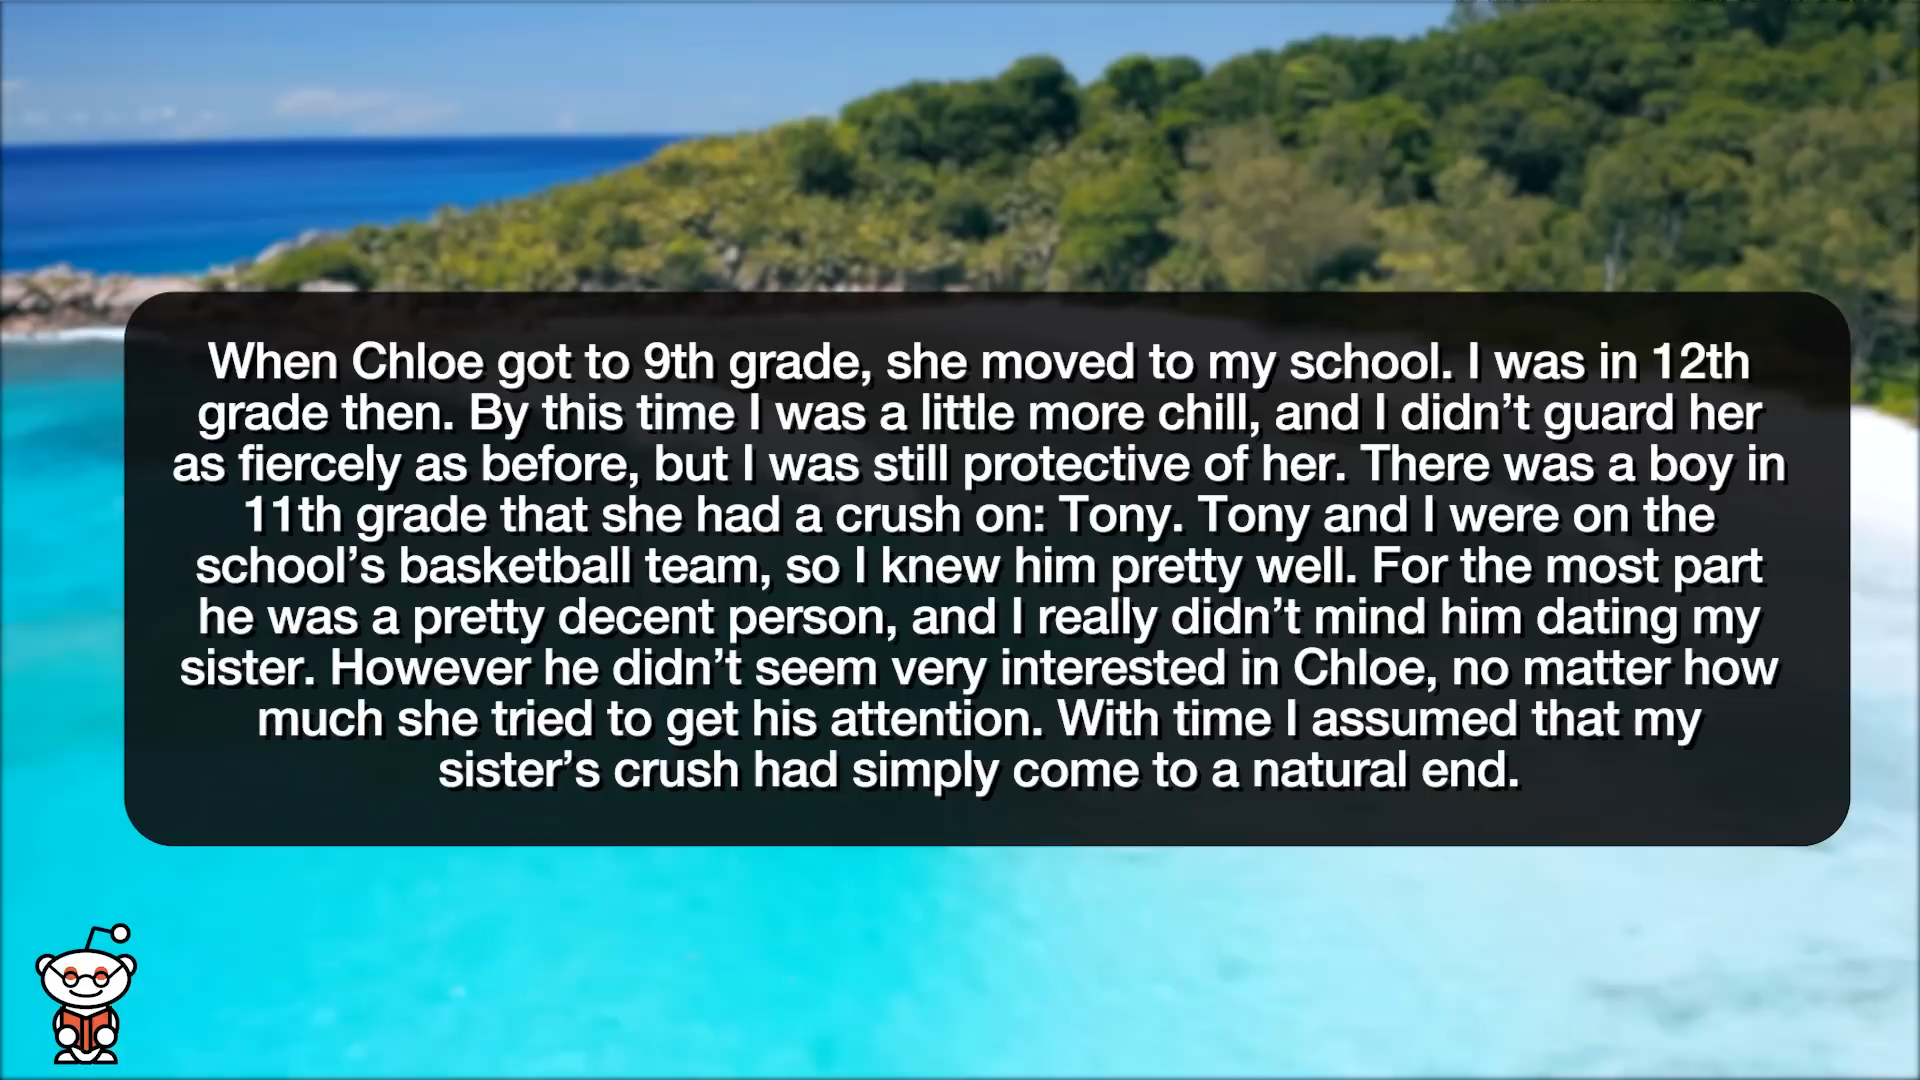 When Chloe got to 9th grade, she moved to my school. I was in 12th
grade then. By this time I was a little more chill, and I didn’t guard her
as fiercely as before, but I was still protective of her. There was a boy in
11th grade that she had a crush on: Tony. Tony and I were on the
school’s basketball team, so I knew him pretty well. For the most part
he was a pretty decent person, and I really didn’t mind him dating my
sister. However he didn’t seem very interested in Chloe, no matter how
much she tried to get his attention. With time I assumed that my
sister’s crush had simply come to a natural end.